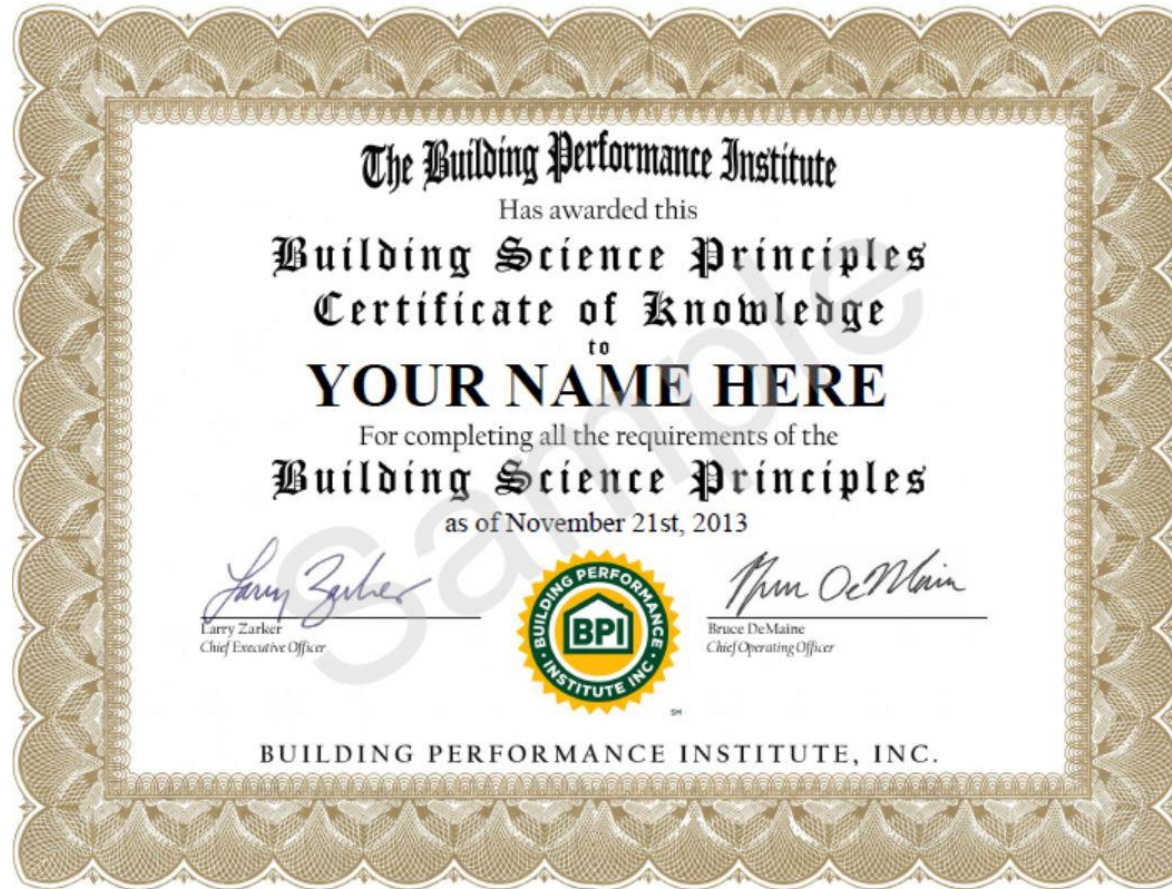 The Building Performance Institute
Has awarded this
Building Science Principles
Certificate of Knowledge
to
YOUR NAME HERE
For completing all the requirements of the
Building Science Principles
as of November 21st, 2013
Sample
Larry Zarker
Larry Zarker
Chief Executive Officer
BUILDING PERFORMANCE
BPI
INSTITUTE INC
SM
Bruce DeMaine
Chief Operating Officer
BUILDING PERFORMANCE INSTITUTE, INC.